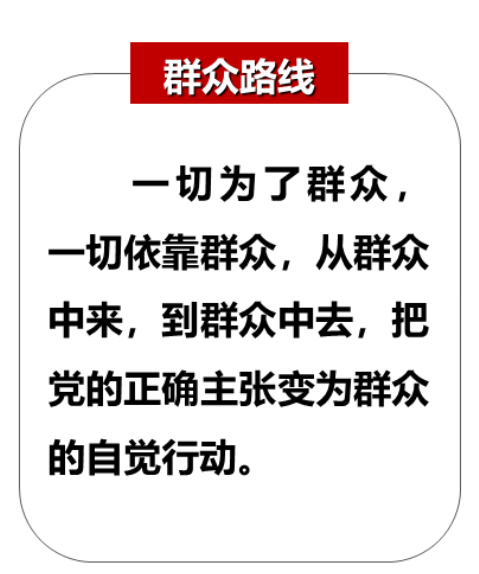 群众路线
一切为了群众，
一切依靠群众，从群众
中来，到群众中去，把
党的正确主张变为群众
的自觉行动。